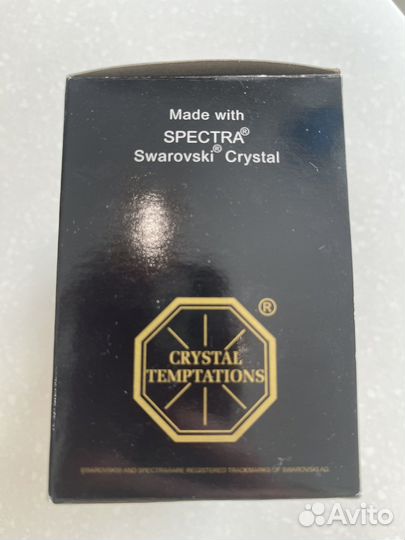 Made with
SPECTRA®
Swarovski® Crystal
®
CRYSTAL
TEMPTATIONS
SWAROVSKI® AND SPECTRA® ARE REGISTERED TRADEMARKS OF SWAROVSKI AG.
Avito